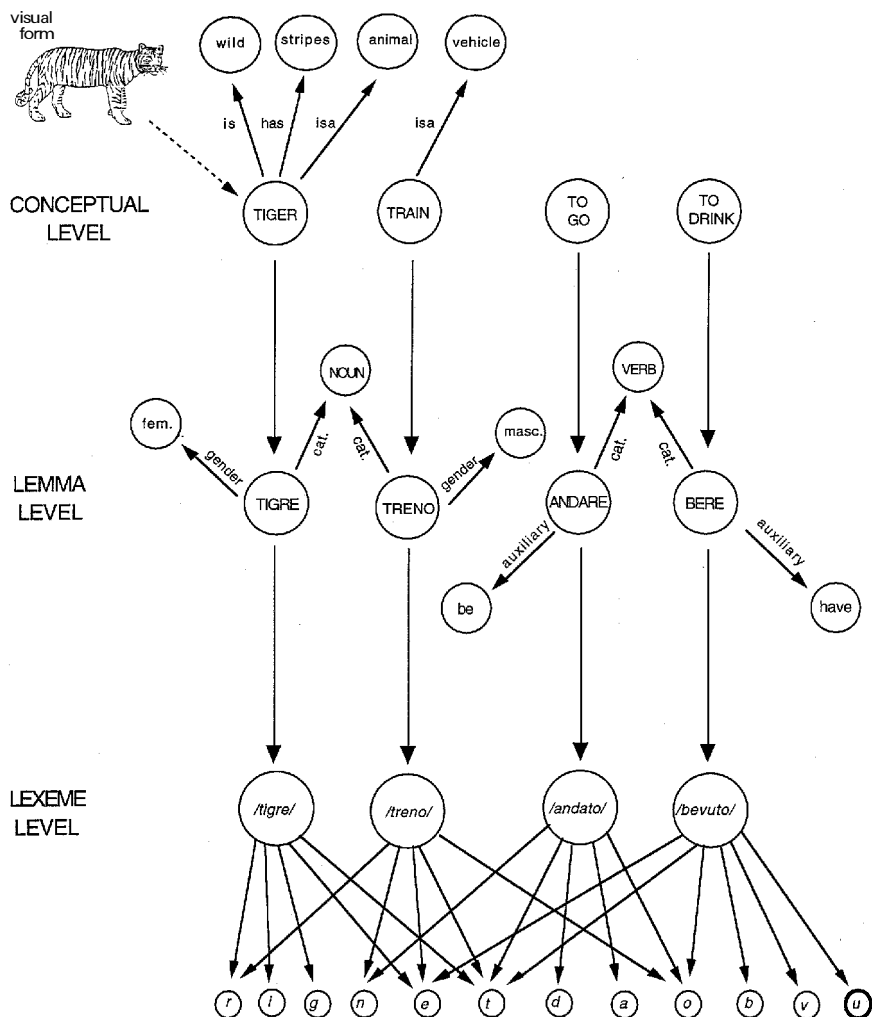 visual
form
wild
stripes
animal
vehicle
is
has
isa
isa
CONCEPTUAL
LEVEL
TIGER
TRAIN
TO
GO
TO
DRINK
NOUN
VERB
fem.
masc.
gender
cat.
cat.
gender
cat.
cat.
LEMMA
LEVEL
TIGRE
TRENO
ANDARE
BERE
auxiliary
auxiliary
be
have
LEXEME
LEVEL
/tigre/
/treno/
/andato/
/bevuto/
r
i
g
n
e
t
d
a
o
b
v
u